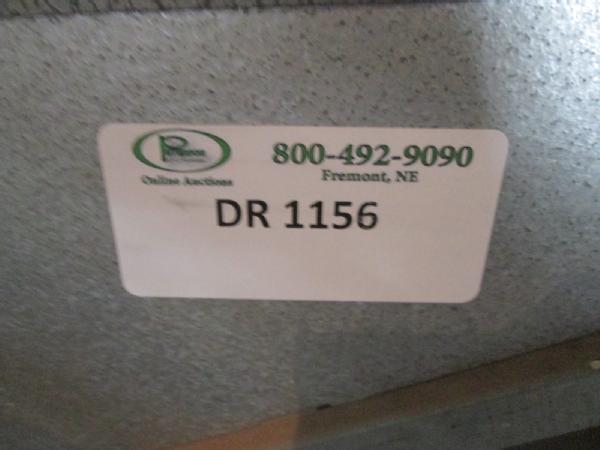 800-492-9090
Fremont, NE
Online Auctions
DR 1156